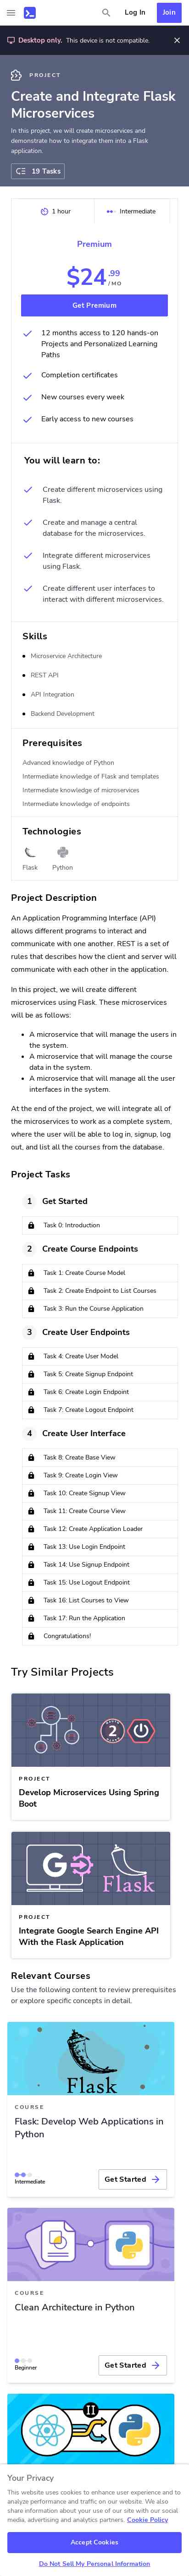 Log In
Join
Desktop only. This device is not compatible.
PROJECT
Create and Integrate Flask
Microservices
In this project, we will create microservices and
demonstrate how to integrate them into a Flask
application.
19 Tasks
1 hour
Intermediate
Premium
$24.99
/MO
Get Premium
12 months access to 120 hands-on
Projects and Personalized Learning
Paths
Completion certificates
New courses every week
Early access to new courses
You will learn to:
Create different microservices using
Flask.
Create and manage a central
database for the microservices.
Integrate different microservices
using Flask.
Create different user interfaces to
interact with different microservices.
Skills
Microservice Architecture
REST API
API Integration
Backend Development
Prerequisites
Advanced knowledge of Python
Intermediate knowledge of Flask and templates
Intermediate knowledge of microservices
Intermediate knowledge of endpoints
Technologies
Flask
Python
Project Description
An Application Programming Interface (API)
allows different programs to interact and
communicate with one another. REST is a set of
rules that describes how the client and server will
communicate with each other in the application.
In this project, we will create different
microservices using Flask. These microservices
will be as follows:
A microservice that will manage the users in
the system.
A microservice that will manage the course
data in the system.
A microservice that will manage all the user
interfaces in the system.
At the end of the project, we will integrate all of
the microservices to work as a complete system,
where the user will be able to log in, signup, log
out, and list all the courses from the database.
Project Tasks
1 Get Started
Task 0: Introduction
2 Create Course Endpoints
Task 1: Create Course Model
Task 2: Create Endpoint to List Courses
Task 3: Run the Course Application
3 Create User Endpoints
Task 4: Create User Model
Task 5: Create Signup Endpoint
Task 6: Create Login Endpoint
Task 7: Create Logout Endpoint
4 Create User Interface
Task 8: Create Base View
Task 9: Create Login View
Task 10: Create Signup View
Task 11: Create Course View
Task 12: Create Application Loader
Task 13: Use Login Endpoint
Task 14: Use Signup Endpoint
Task 15: Use Logout Endpoint
Task 16: List Courses to View
Task 17: Run the Application
Congratulations!
Try Similar Projects
2
PROJECT
Develop Microservices Using Spring
Boot
G
Flask
PROJECT
Integrate Google Search Engine API
With the Flask Application
Relevant Courses
Use the following content to review prerequisites
or explore specific concepts in detail.
Flask
COURSE
Flask: Develop Web Applications in
Python
Intermediate
Get Started
COURSE
Clean Architecture in Python
Beginner
Get Started
Your Privacy
This website uses cookies to enhance user experience and to
analyze performance and traffic on our website. We also
share information about your use of our site with our social
media, advertising and analytics partners. Cookie Policy
Accept Cookies
Do Not Sell My Personal Information